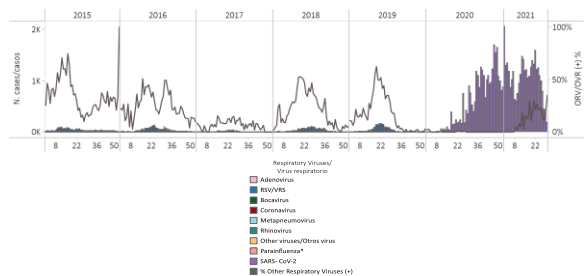 2015 2016 2017 2018 2019 2020 2021
2K 100%
1K 50%
0K 0%
N. cases/casos
ORV/OVR (+) %
8 22 36 50 8 22 36 50 8 22 36 50 8 22 36 50 8 22 36 50 8 22 36 50 8 22
Respiratory Viruses/
Virus respiratorio
Adenovirus
RSV/VRS
Bocavirus
Coronavirus
Metapneumovirus
Rhinovirus
Other viruses/Otros virus
Parainfluenza*
SARS- CoV-2
% Other Respiratory Viruses (+)